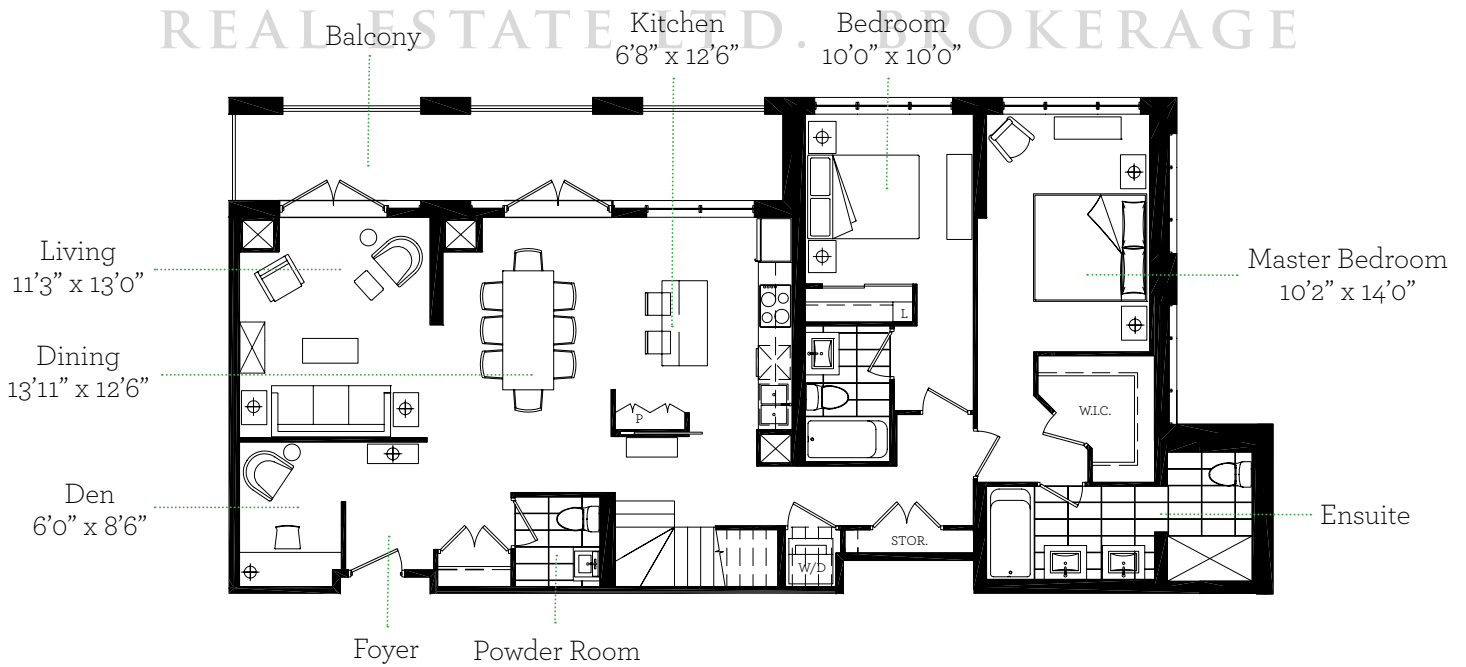 REAL ESTATE LTD. BROKERAGE
Balcony
Kitchen
6'8” x 12'6”
Bedroom
10'0” x 10'0”
Living
11'3” x 13'0”
Master Bedroom
10'2” x 14'0”
L
Dining
13'11” x 12'6”
P
W.I.C.
Den
6'0” x 8'6”
Ensuite
STOR.
W/D
Foyer
Powder Room